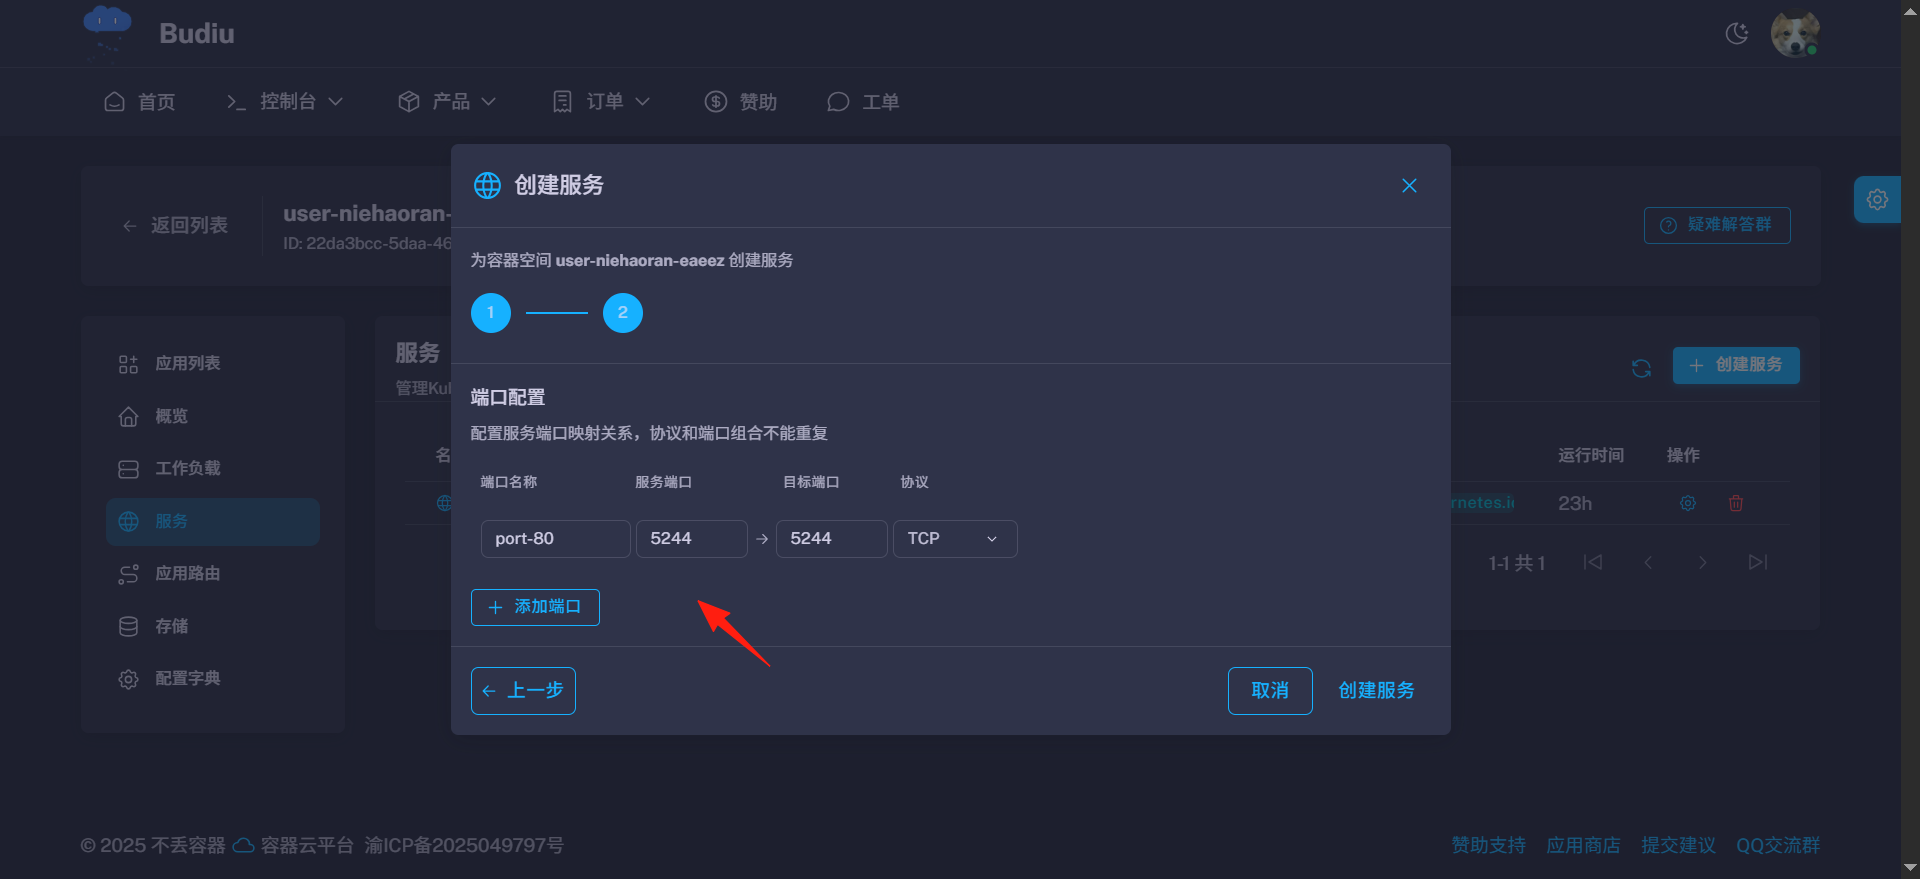 Budiu
首页
控制台
产品
订单
赞助
工单
返回列表
user-niehaoran-
ID: 22da3bcc-5daa-46
疑难解答群
创建服务
为容器空间 user-niehaoran-eaeez 创建服务
1
2
应用列表
概览
工作负载
服务
应用路由
存储
配置字典
服务
管理Ku
创建服务
名
运行时间
操作
rnetes.i
23h
1-1 共 1
端口配置
配置服务端口映射关系，协议和端口组合不能重复
端口名称
服务端口
目标端口
协议
port-80
5244
5244
TCP
添加端口
上一步
取消
创建服务
© 2025 不丢容器
容器云平台 渝ICP备2025049797号
赞助支持
应用商店
提交建议
QQ交流群